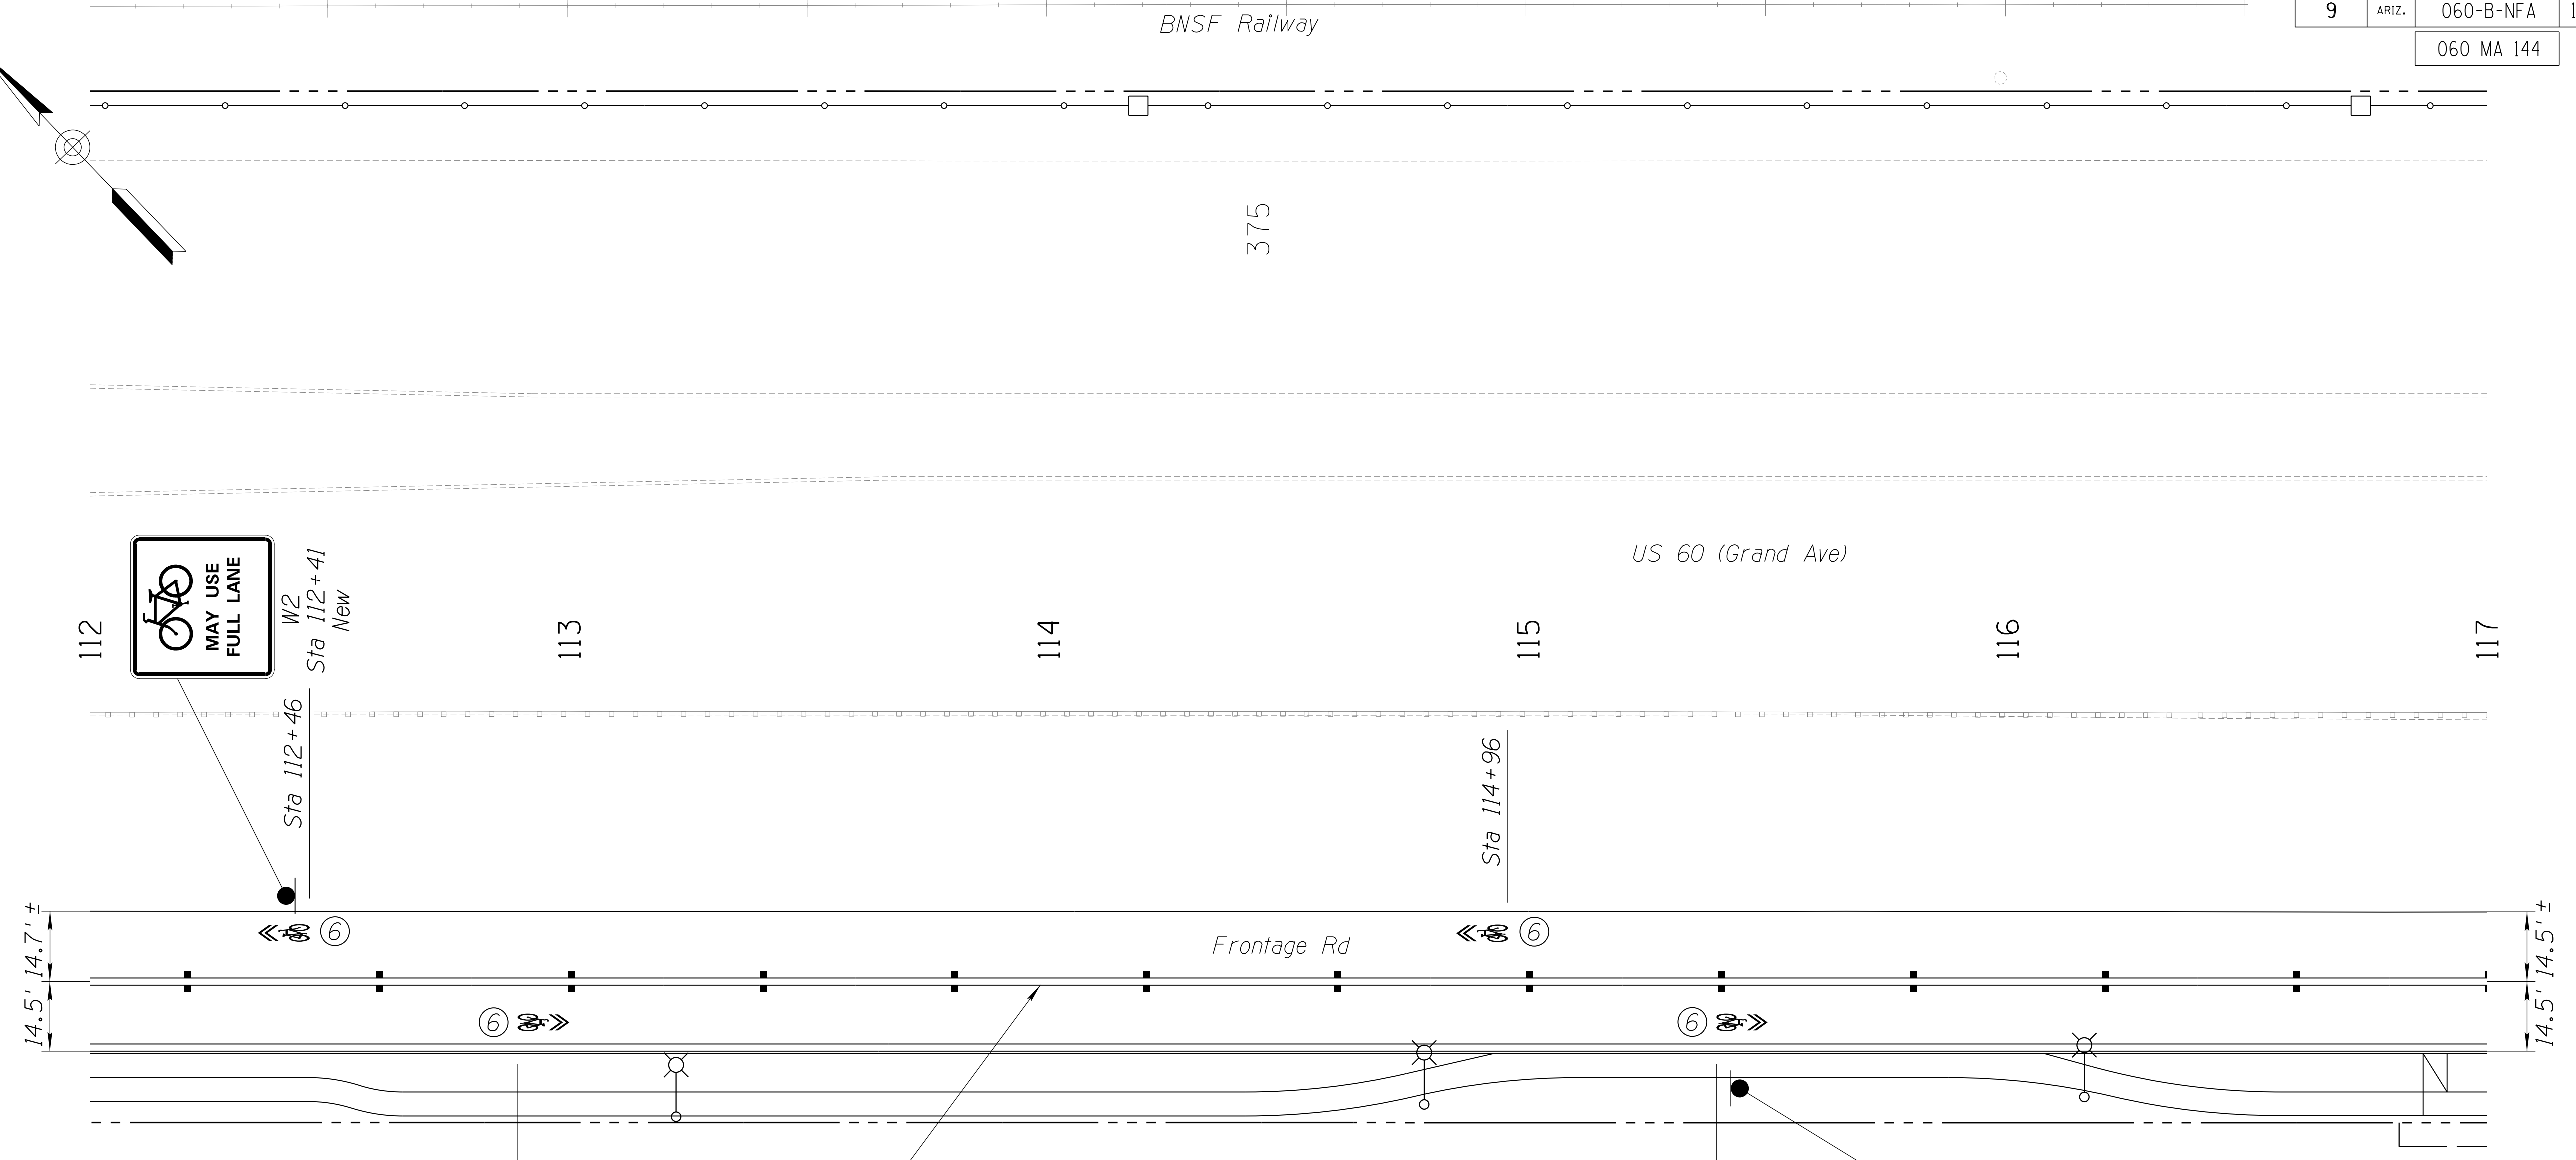 BNSF Railway
9 ARIZ. 060-B-NFA
060 MA 144
375
US 60 (Grand Ave)
MAY USE
FULL LANE
W2
Sta 112+41
New
112
113
114
115
116
117
Sta 112+46
Sta 114+96
14.7' ±
14.5'
6
Frontage Rd
6
6
6
14.5' ±
14.5'